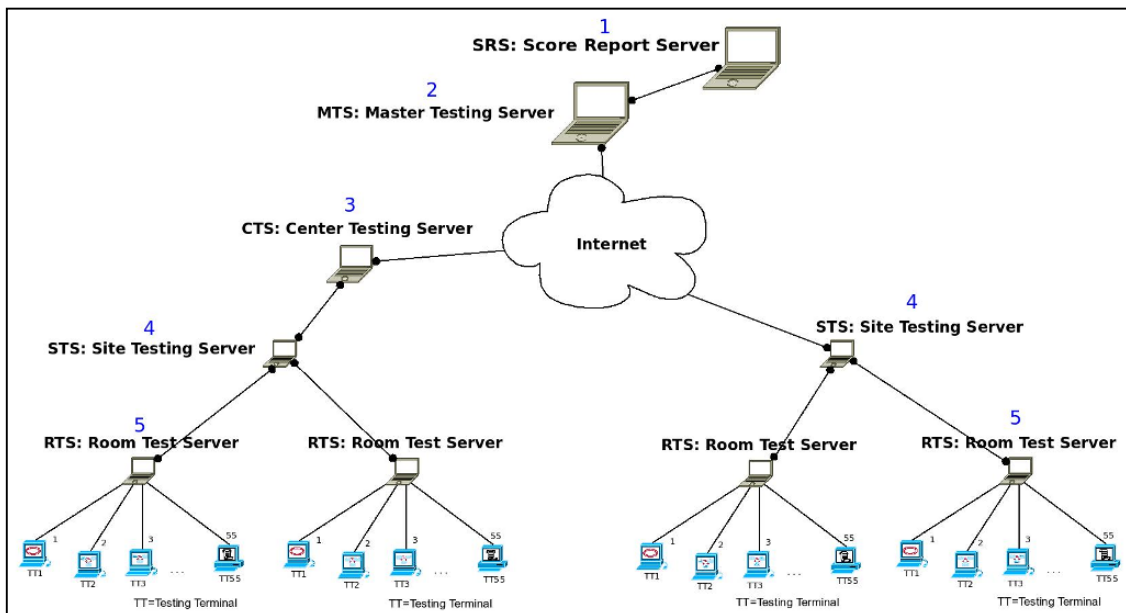 1
SRS: Score Report Server
2
MTS: Master Testing Server
3
CTS: Center Testing Server
Internet
4
STS: Site Testing Server
4
STS: Site Testing Server
5
RTS: Room Test Server
RTS: Room Test Server
RTS: Room Test Server
5
RTS: Room Test Server
1 2 3 55
TT1 TT2 TT3 ... TT55
TT=Testing Terminal
1 2 3 55
TT1 TT2 TT3 ... TT55
1 2 3 55
TT1 TT2 TT3 ... TT55
TT=Testing Terminal
1 2 3 55
TT1 TT2 TT3 ... TT55
TT=Testing Terminal